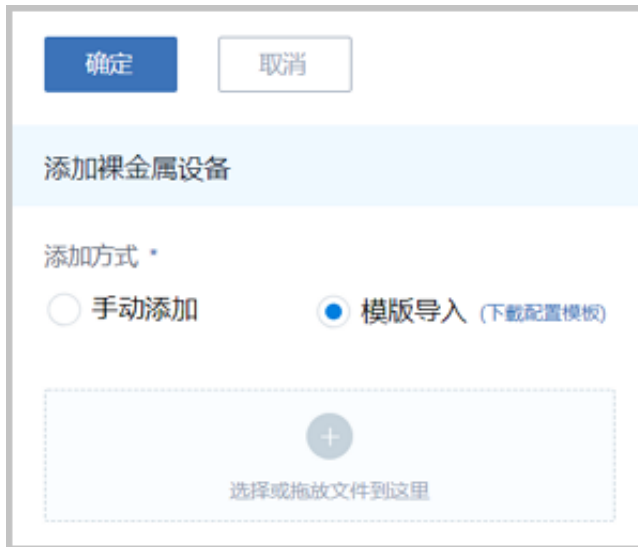 确定 取消
添加裸金属设备
添加方式 *
手动添加 模版导入 (下載配置模板)
选择或拖放文件到这里